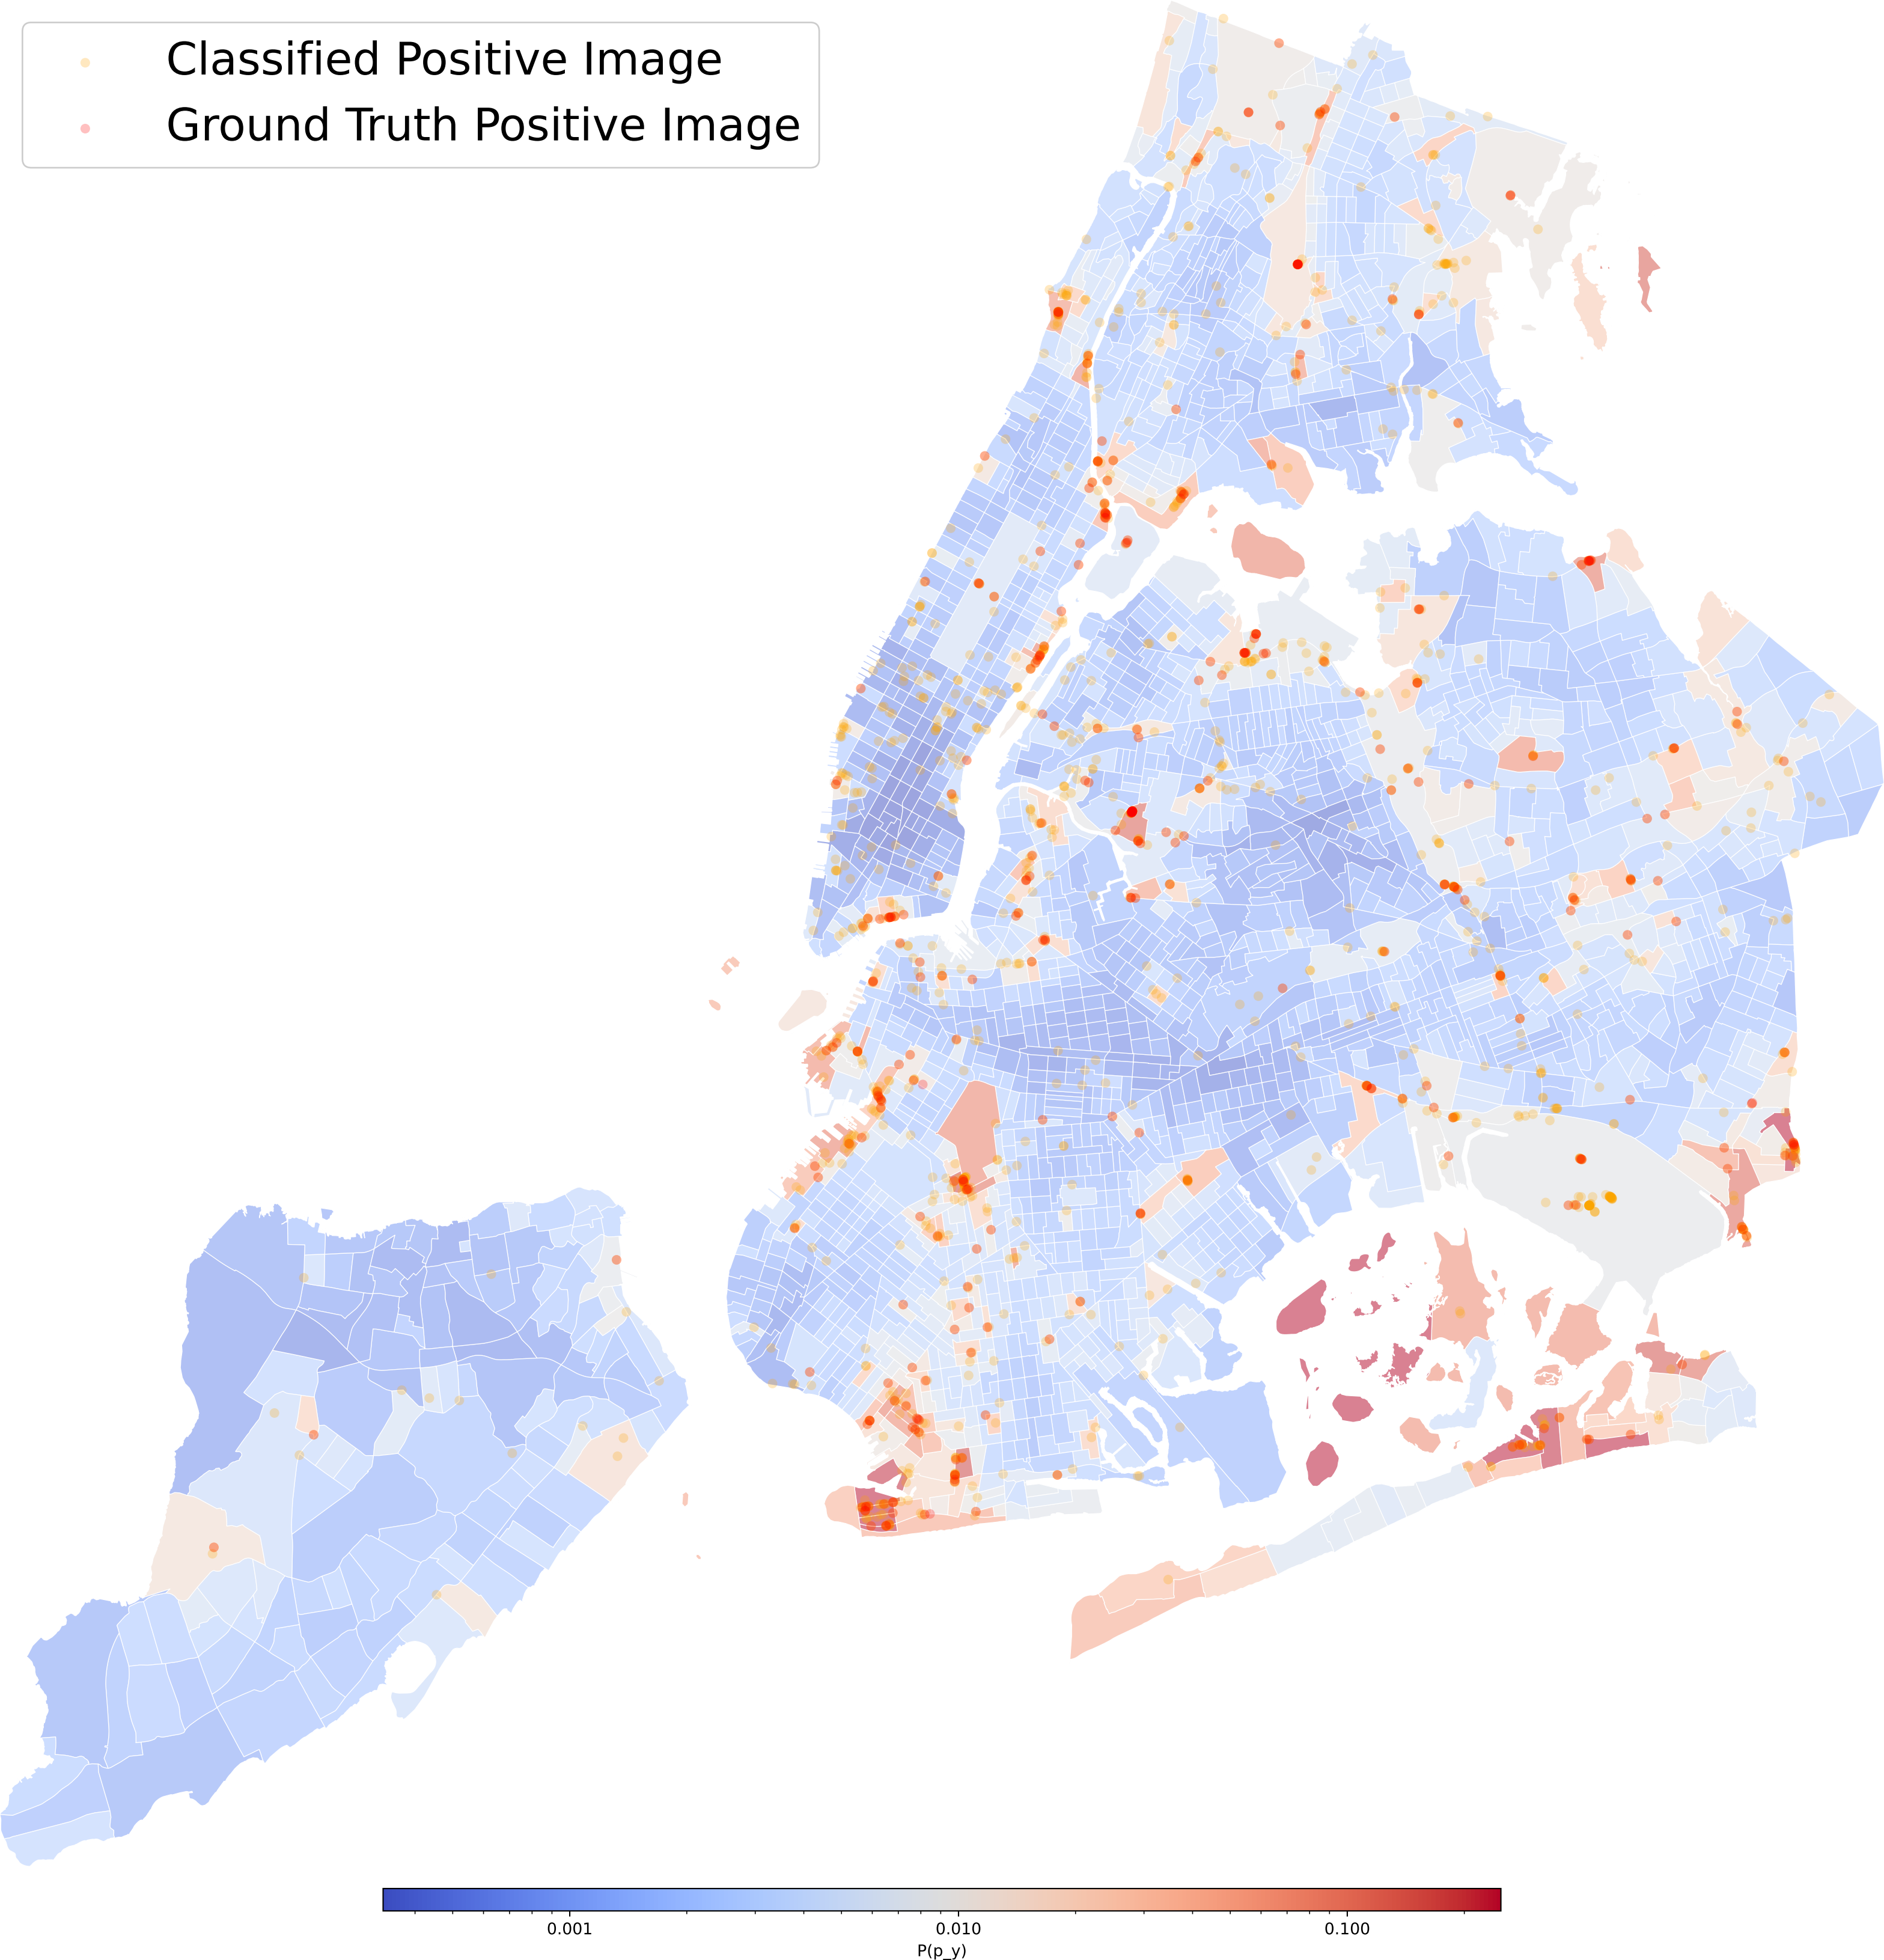 Classified Positive Image
Ground Truth Positive Image
0.001 0.010 0.100
P(p_y)